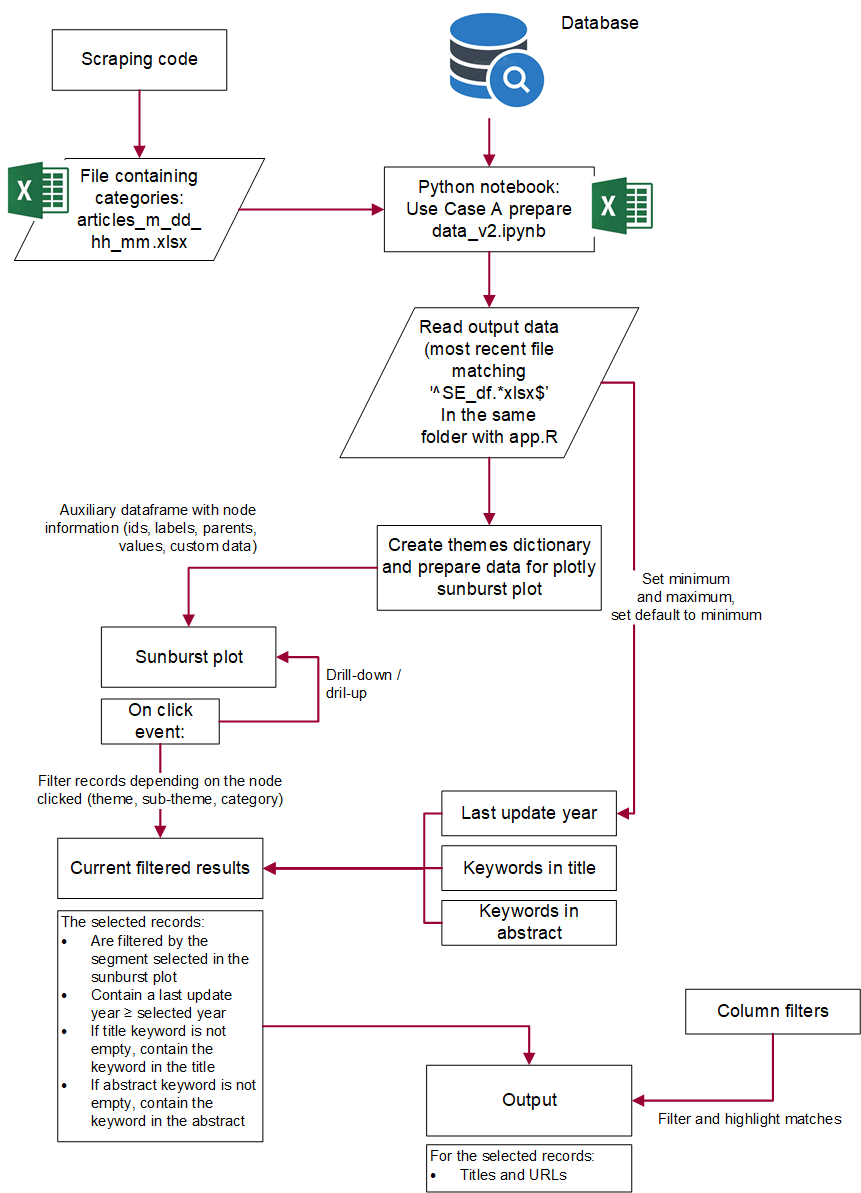 Database
Scraping code
File containing
categories:
articles_m_dd_
hh_mm.xlsx
X
Python notebook:
Use Case A prepare
data_v2.ipynb
X
Read output data
(most recent file
matching
'^SE_df.*xlsx$’
In the same
folder with app.R
Auxiliary dataframe with node
information (ids, labels, parents,
values, custom data)
Create themes dictionary
and prepare data for plotly
sunburst plot
Set minimum
and maximum,
set default to minimum
Sunburst plot
Drill-down /
dril-up
On click
event:
Filter records depending on the node
clicked (theme, sub-theme, category)
Last update year
Current filtered results
Keywords in title
Keywords in
abstract
The selected records:
• Are filtered by the
segment selected in the
sunburst plot
• Contain a last update
year ≥ selected year
• If title keyword is not
empty, contain the
keyword in the title
• If abstract keyword is not
empty, contain the
keyword in the abstract
Column filters
Output
Filter and highlight matches
For the selected records:
• Titles and URLs